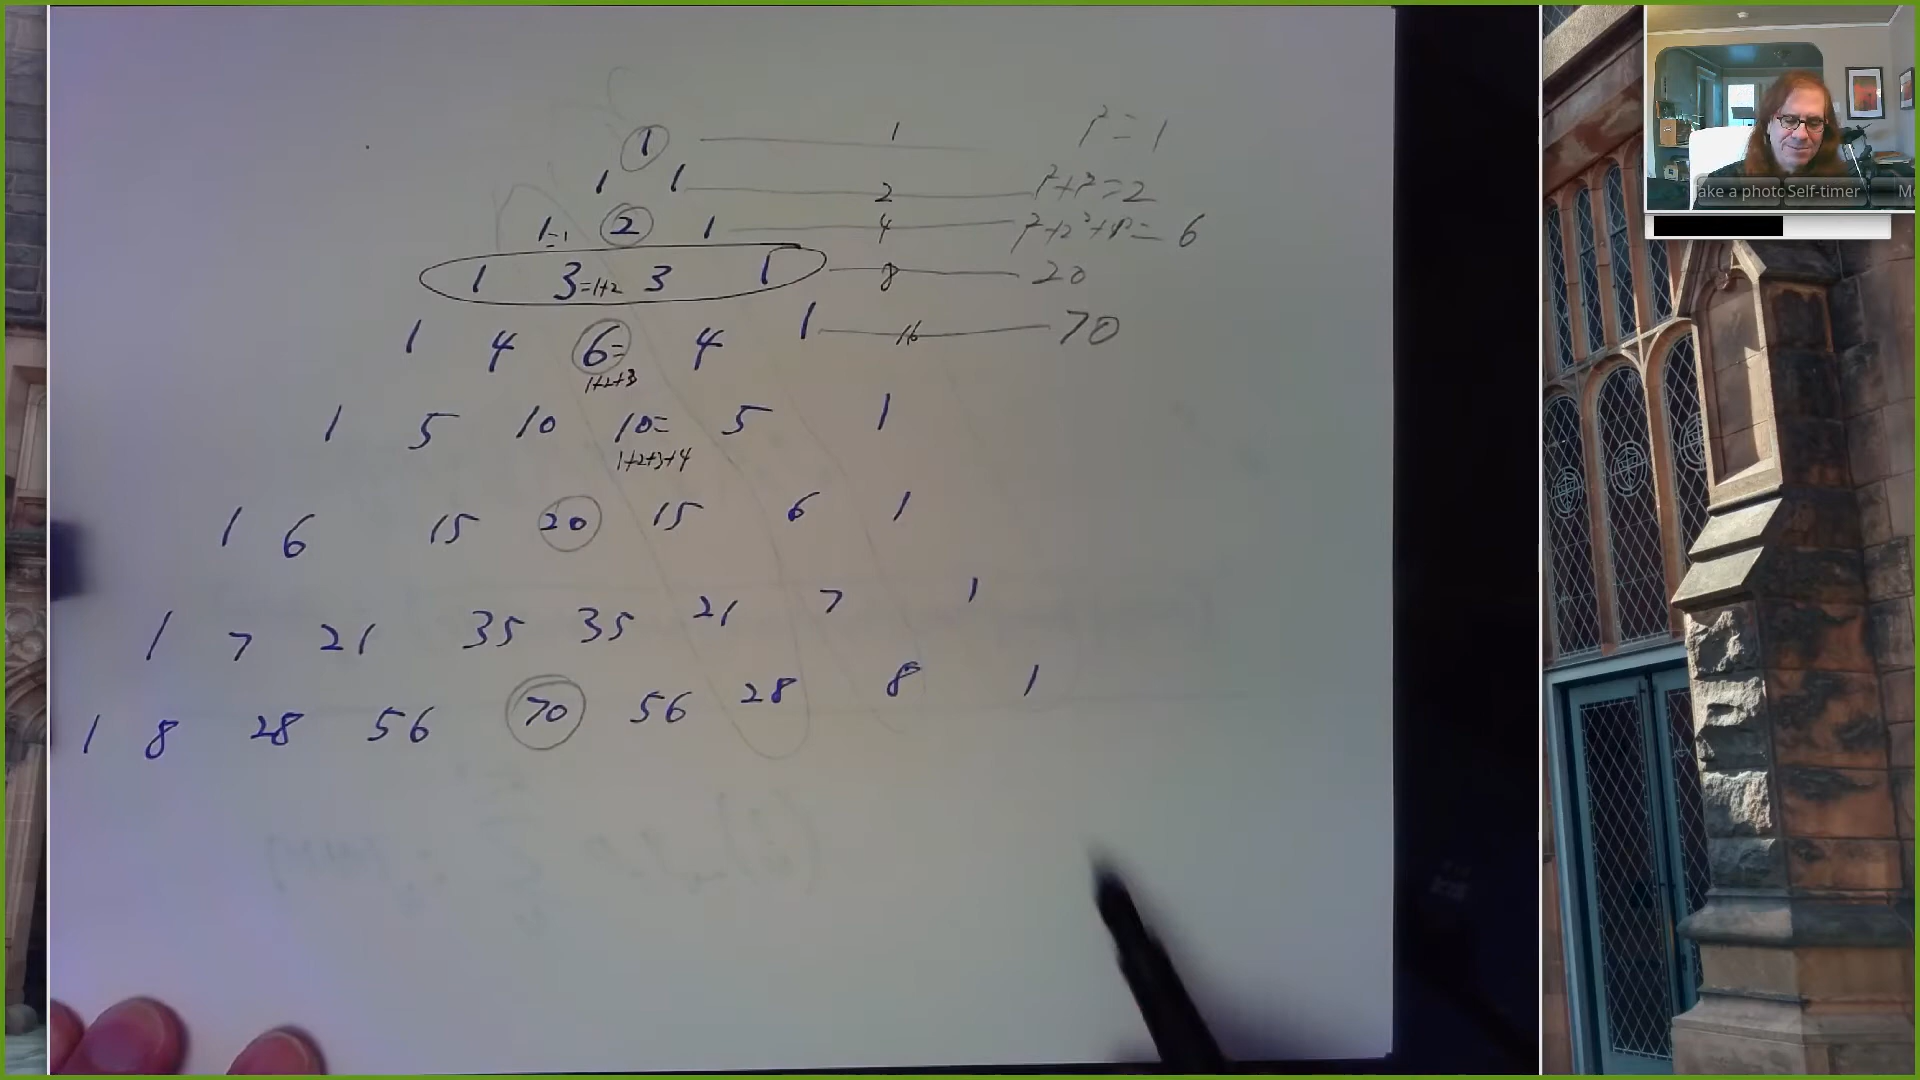 1 1 1² = 1
1 1 2 1²+1²=2
1=1 2 1 4 1²+2²+1²= 6
1 3=1+2 3 1 8 20
1 4 6= 4 1 16 70
1+2+3
1 5 10 10= 5 1
1+2+3+4
1 6 15 20 15 6 1
1 7 21 35 35 21 7 1
1 8 28 56 70 56 28 8 1
Take a photo Self-timer